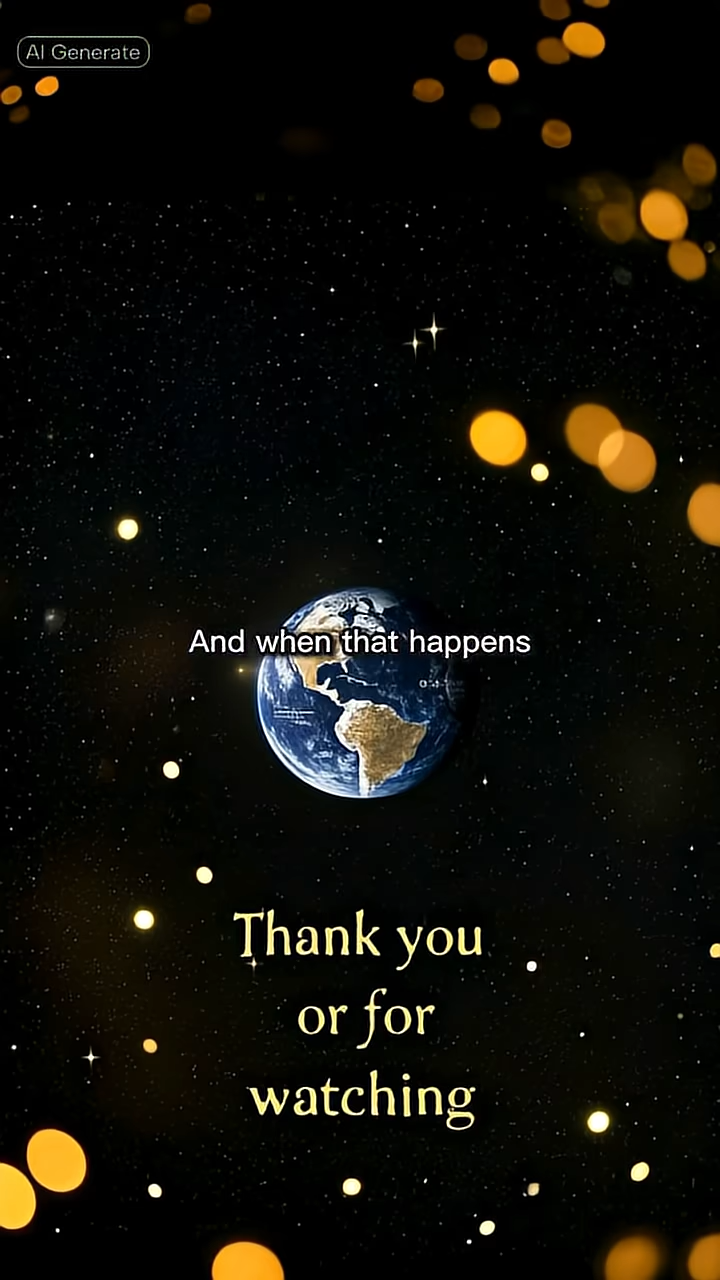 AI Generate
And when that happens
Thank you
or for
watching